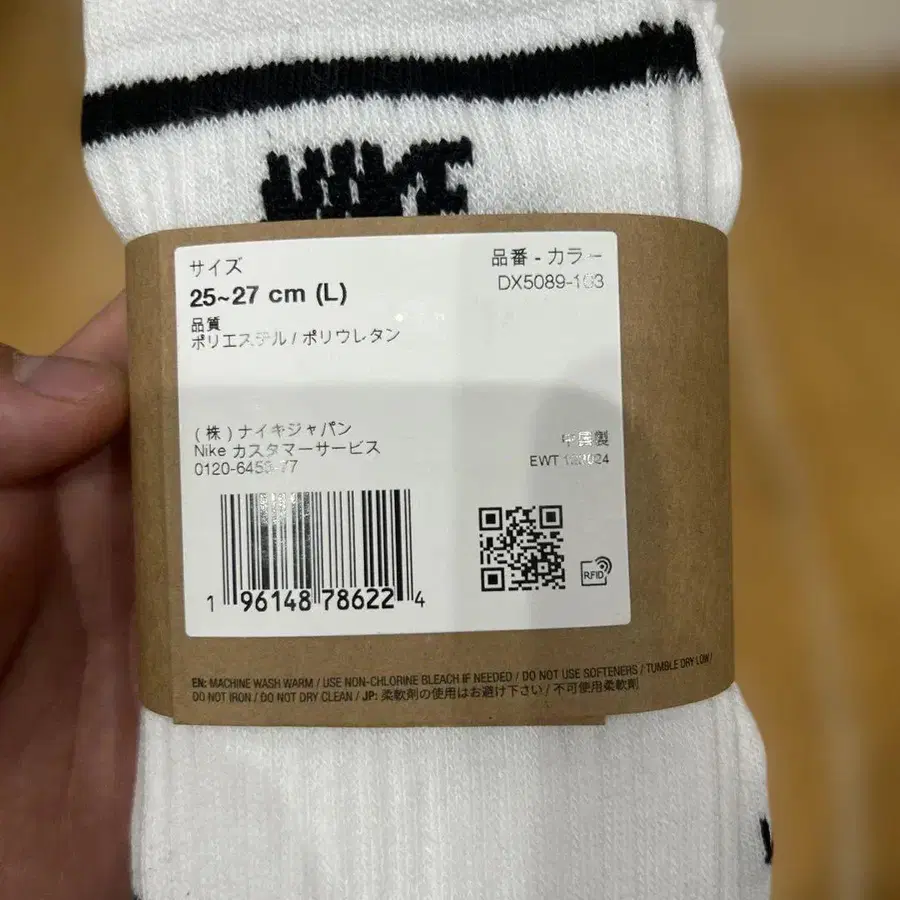 NIKE
サイズ
25~27 cm (L)
品質
ポリエステル / ポリウレタン
品番 - カラー
DX5089-103
(株)ナイキジャパン
Nike カスタマーサービス
中国製
EWT
1 96148 78622 4
RFID
EN: MACHINE WASH WARM / USE NON-CHLORINE BLEACH IF NEEDED / DO NOT USE SOFTENERS / TUMBLE DRY LOW /
DO NOT IRON / DO NOT DRY CLEAN / JP: 柔軟剤の使用はお避け下さい / 不可使用柔軟劑